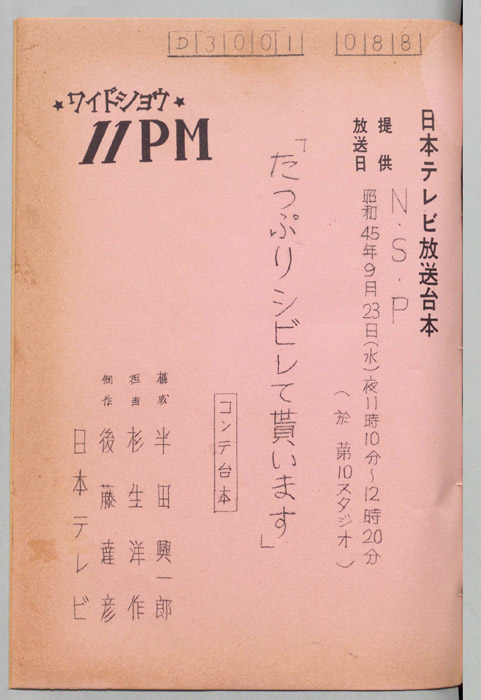 D3001 088
日本テレビ放送台本
提供 N.S.P
放送日 昭和45年9月23日(水)夜11時10分~12時20分
(於 第10スタジオ)
「たっぷりシビレて貰います」
コンテ台本
★ワイドショウ★
11PM
構成 半田興一郎
担当 杉生洋作
制作 後藤達彦
日本テレビ